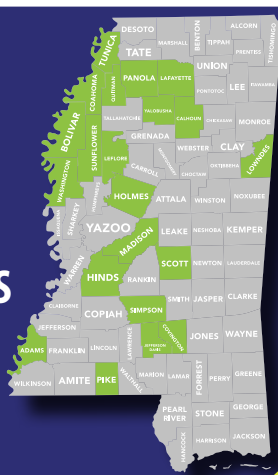 DESOTO
MARSHALL
BENTON
TIPPAH
ALCORN
TISHOMINGO
PRENTISS
TUNICA
TATE
UNION
PANOLA
LAFAYETTE
COAHOMA
QUITMAN
PONTOTOC
LEE
ITAWAMBA
BOLIVAR
TALLAHATCHIE
YALOBUSHA
CALHOUN
CHICKASAW
MONROE
SUNFLOWER
LEFLORE
GRENADA
WEBSTER
CLAY
WASHINGTON
CARROLL
MONTGOMERY
CHOCTAW
OKTIBBEHA
LOWNDES
HUMPHREYS
HOLMES
ATTALA
WINSTON
NOXUBEE
ISSAQUENA
SHARKEY
YAZOO
MADISON
LEAKE
NESHOBA
KEMPER
S
WARREN
HINDS
RANKIN
SCOTT
NEWTON
LAUDERDALE
CLAIBORNE
COPIAH
SIMPSON
SMITH
JASPER
CLARKE
JEFFERSON
ADAMS
FRANKLIN
LINCOLN
LAWRENCE
JEFFERSON
DAVIS
COVINGTON
JONES
WAYNE
WILKINSON
AMITE
PIKE
WALTHALL
MARION
LAMAR
FORREST
PERRY
GREENE
PEARL
RIVER
STONE
GEORGE
HANCOCK
HARRISON
JACKSON